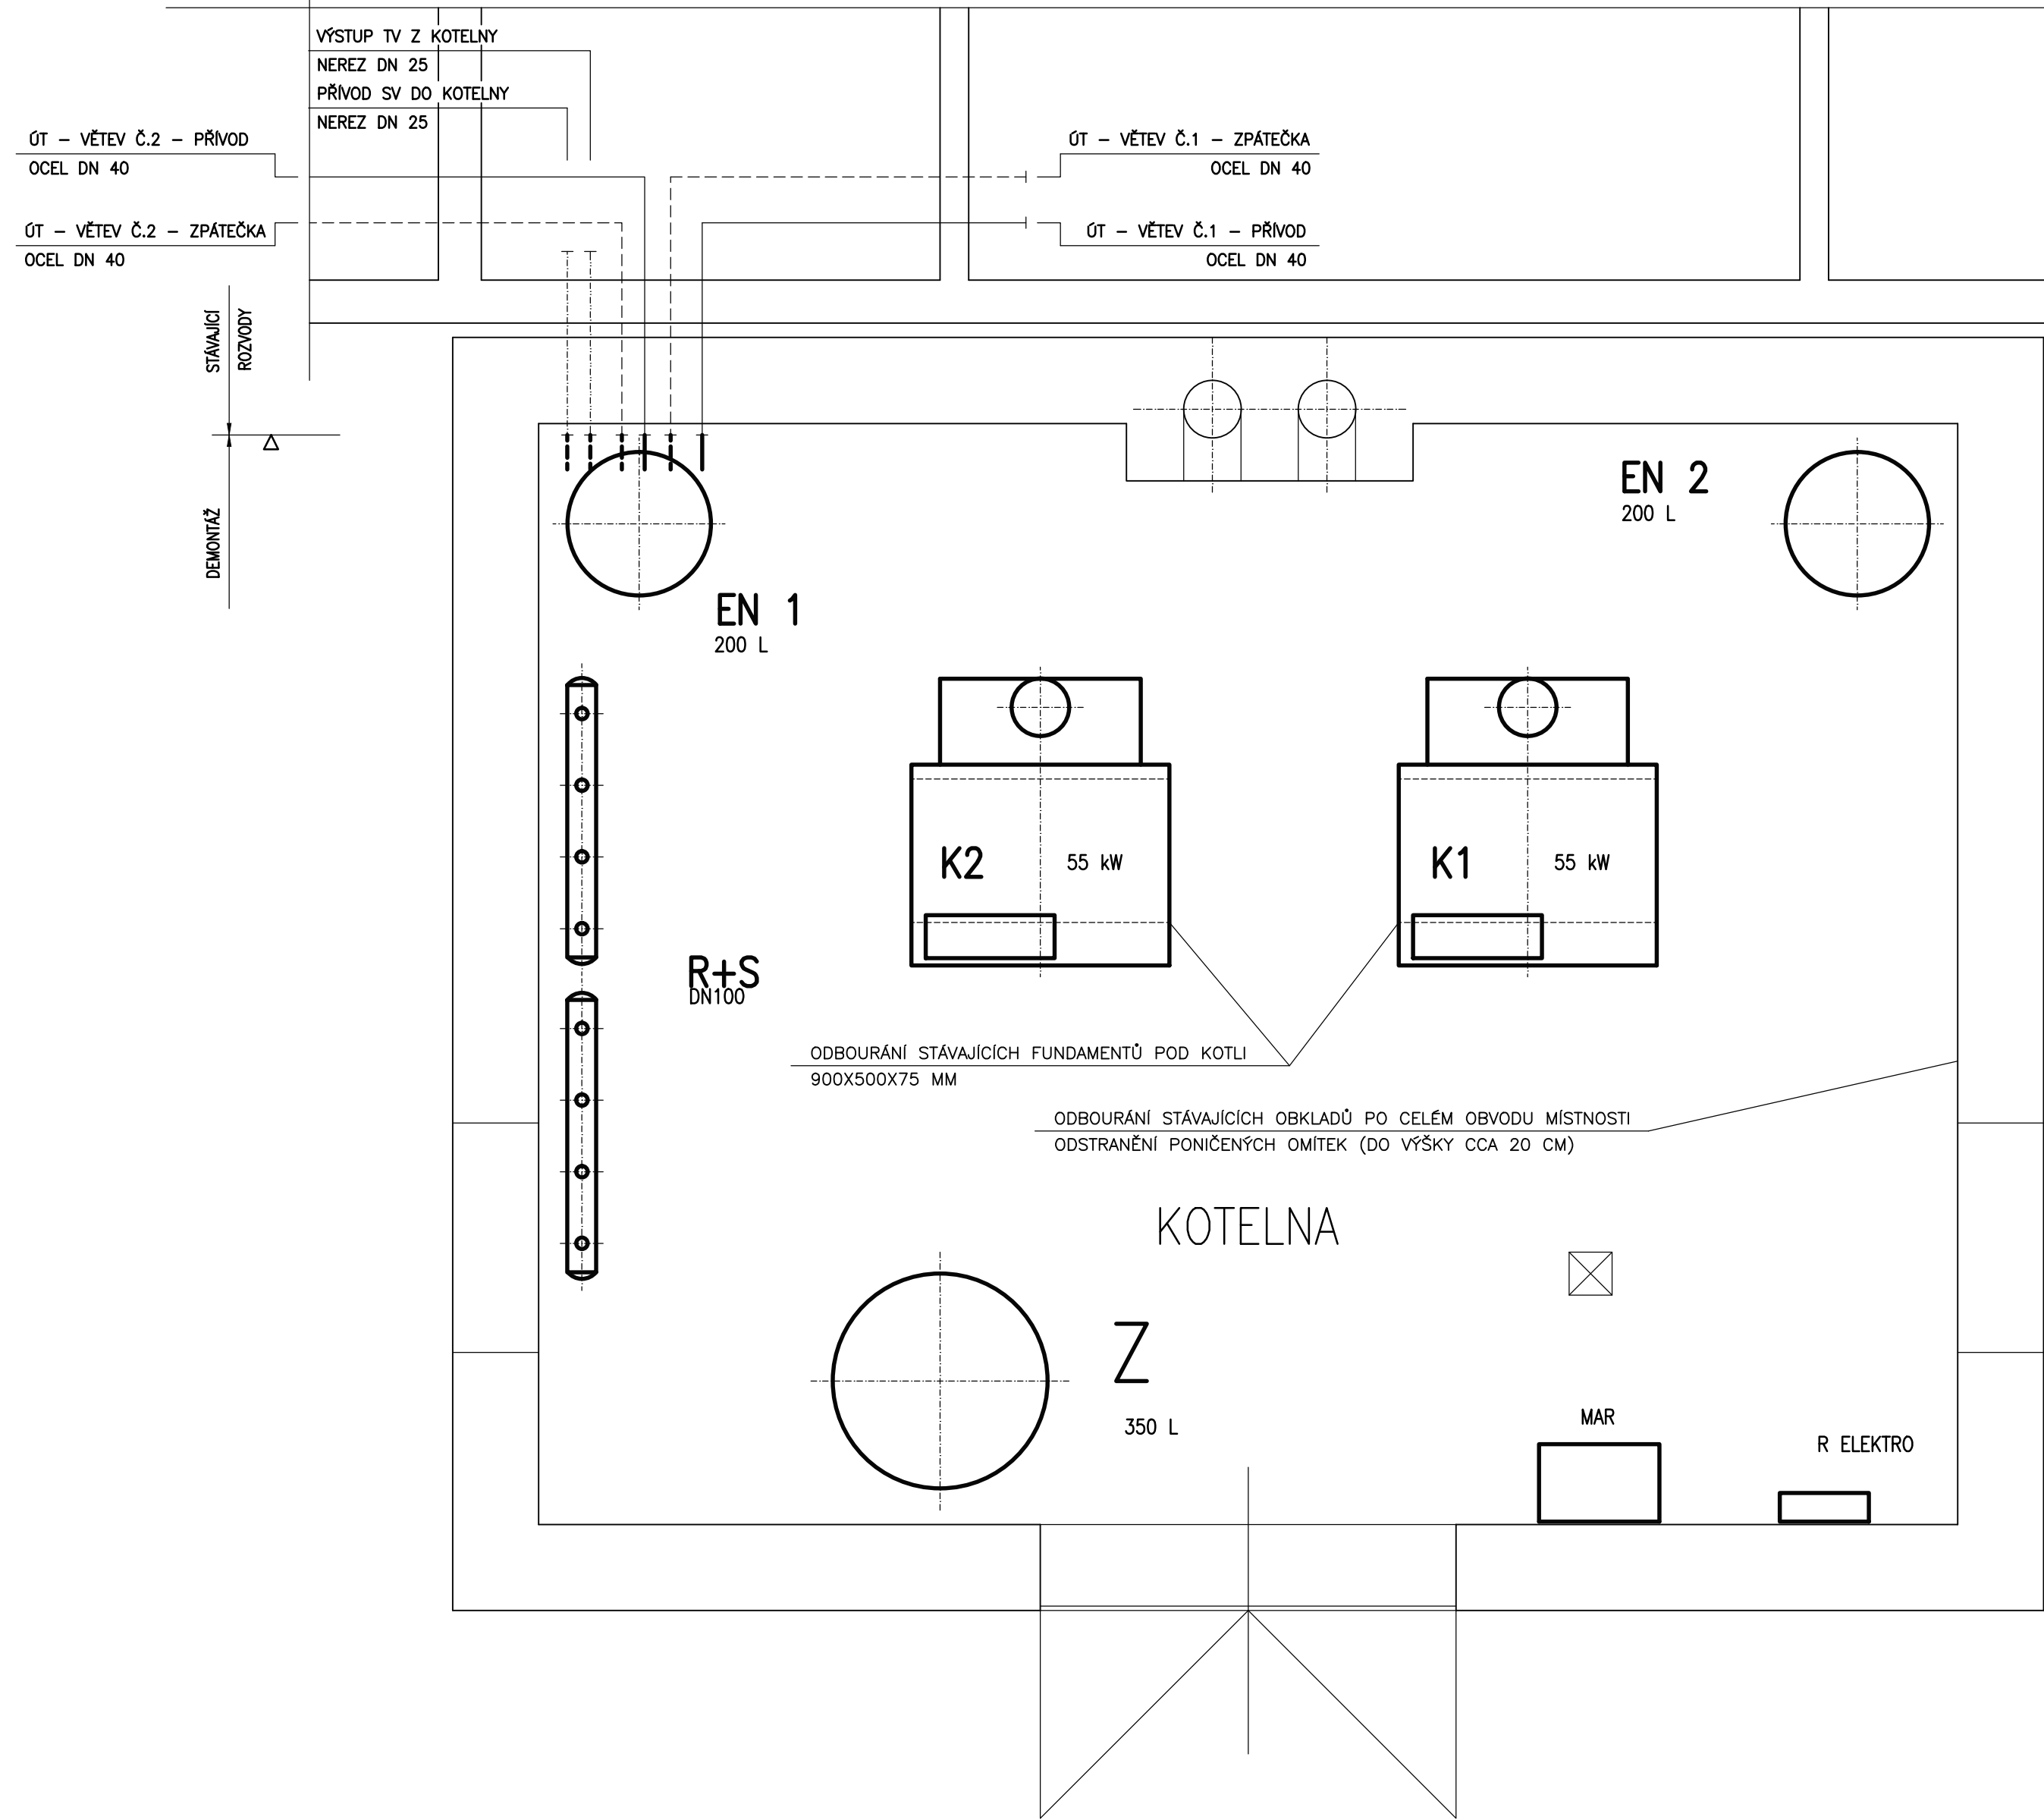 VÝSTUP TV Z KOTELNY
NEREZ DN 25
PŘÍVOD SV DO KOTELNY
NEREZ DN 25
ÚT – VĚTEV Č.2 – PŘÍVOD
OCEL DN 40
ÚT – VĚTEV Č.2 – ZPÁTEČKA
OCEL DN 40
ÚT – VĚTEV Č.1 – ZPÁTEČKA
OCEL DN 40
ÚT – VĚTEV Č.1 – PŘÍVOD
OCEL DN 40
STÁVAJÍCÍ
ROZVODY
DEMONTÁŽ
EN 2
200 L
EN 1
200 L
K2
55 kW
K1
55 kW
R+S
DN100
ODBOURÁNÍ STÁVAJÍCÍCH FUNDAMENTŮ POD KOTLI
900X500X75 MM
ODBOURÁNÍ STÁVAJÍCÍCH OBKLADŮ PO CELÉM OBVODU MÍSTNOSTI
ODSTRANĚNÍ PONIČENÝCH OMÍTEK (DO VÝŠKY CCA 20 CM)
KOTELNA
Z
350 L
MAR
R ELEKTRO